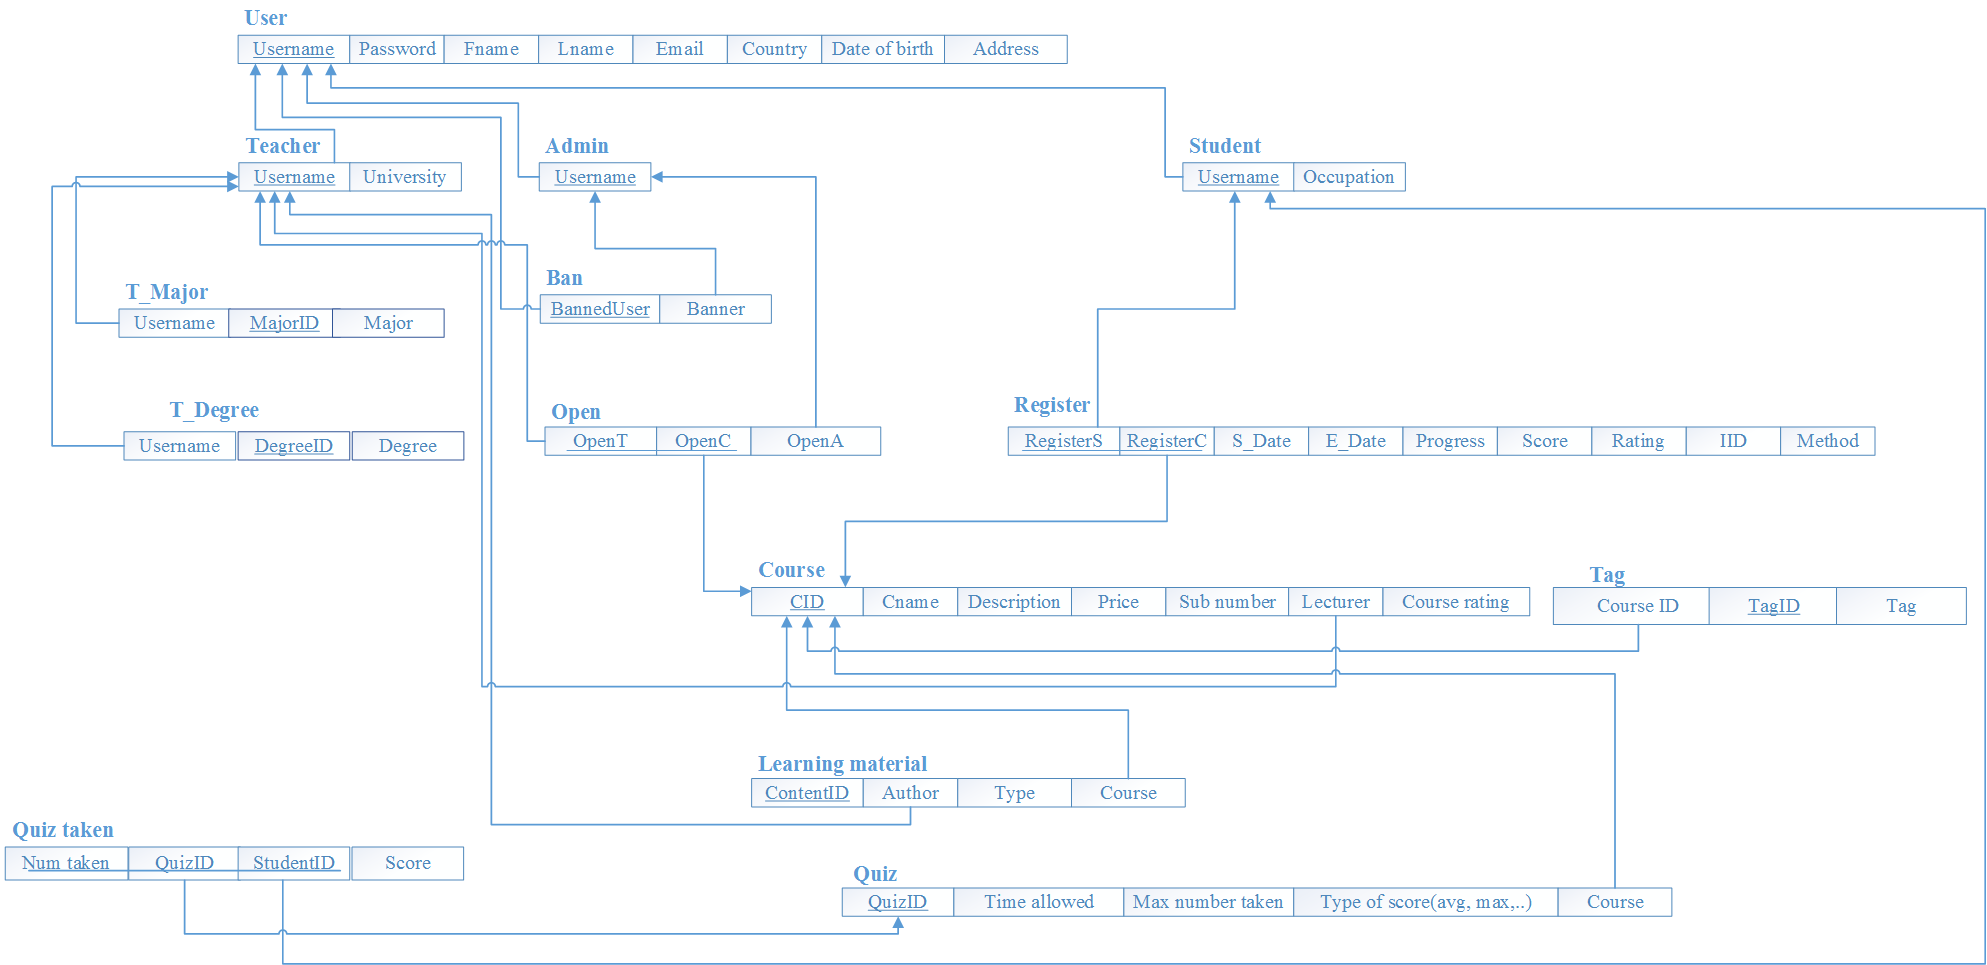 User
Username Password Fname Lname Email Country Date of birth Address
Teacher Admin Student
Username University Username Username Occupation
Ban
BannedUser Banner
T_Major
Username MajorID Major
T_Degree Open Register
Username DegreeID Degree OpenT OpenC OpenA RegisterS RegisterC S_Date E_Date Progress Score Rating IID Method
Course Tag
CID Cname Description Price Sub number Lecturer Course rating Course ID TagID Tag
Learning material
ContentID Author Type Course
Quiz taken
Num taken QuizID StudentID Score
Quiz
QuizID Time allowed Max number taken Type of score(avg, max,..) Course